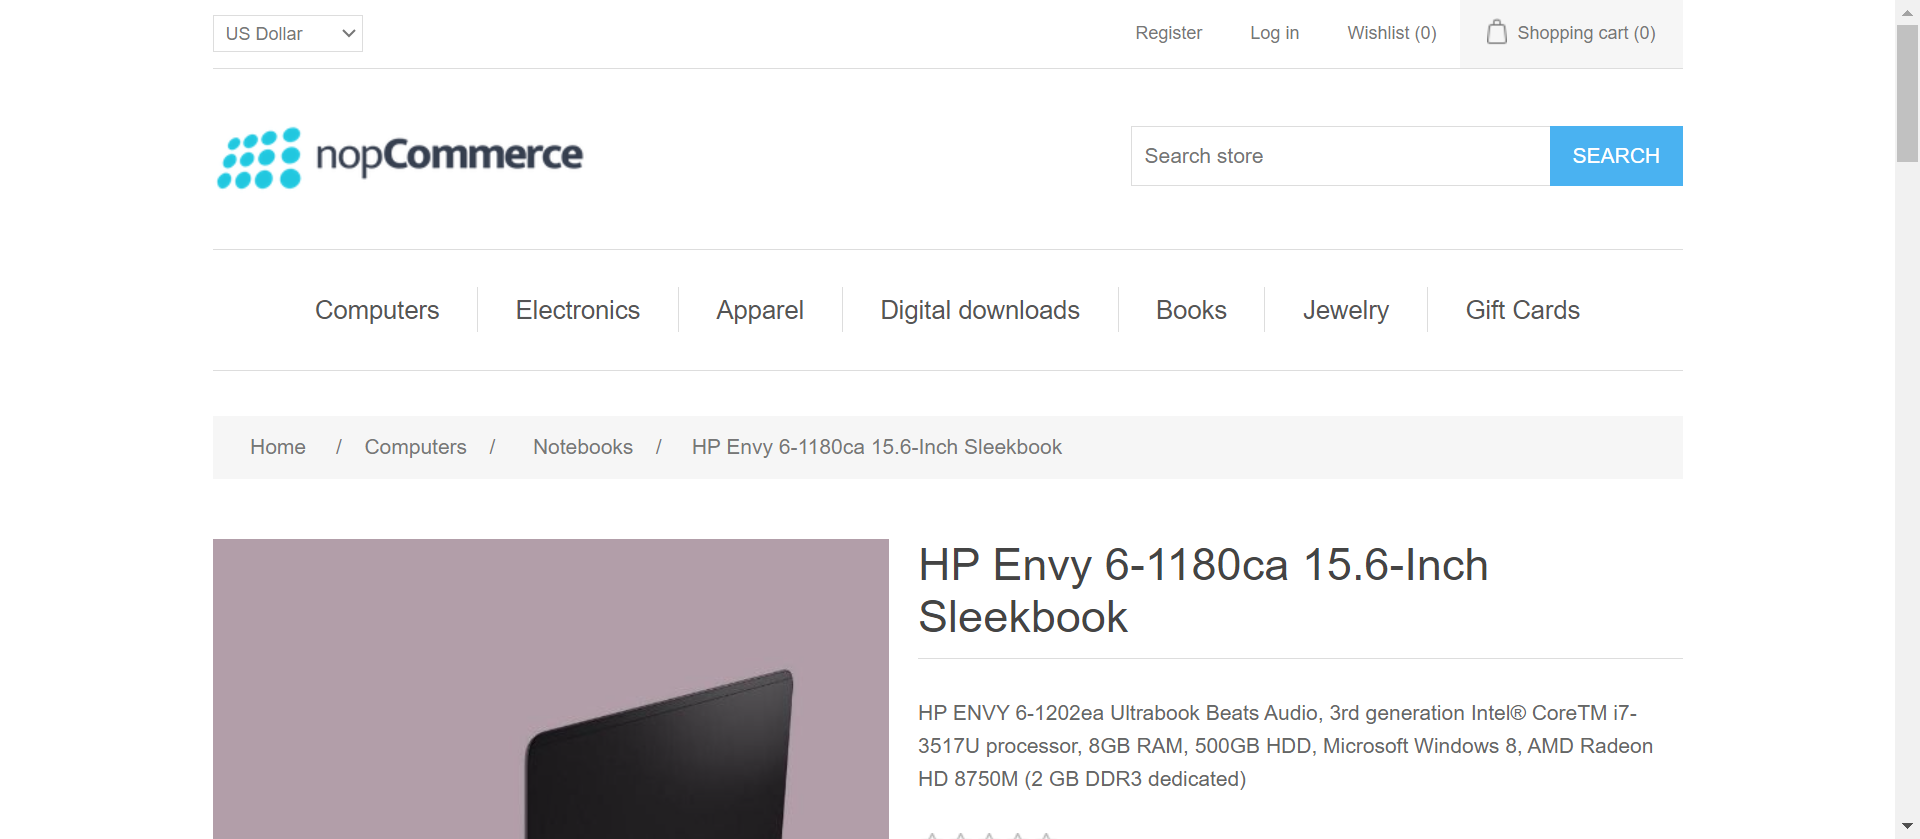 US Dollar
Register
Log in
Wishlist (0)
Shopping cart (0)
nopCommerce
Search store
SEARCH
Computers
Electronics
Apparel
Digital downloads
Books
Jewelry
Gift Cards
Home / Computers / Notebooks / HP Envy 6-1180ca 15.6-Inch Sleekbook
HP Envy 6-1180ca 15.6-Inch
Sleekbook
HP ENVY 6-1202ea Ultrabook Beats Audio, 3rd generation Intel® CoreTM i7-
3517U processor, 8GB RAM, 500GB HDD, Microsoft Windows 8, AMD Radeon
HD 8750M (2 GB DDR3 dedicated)